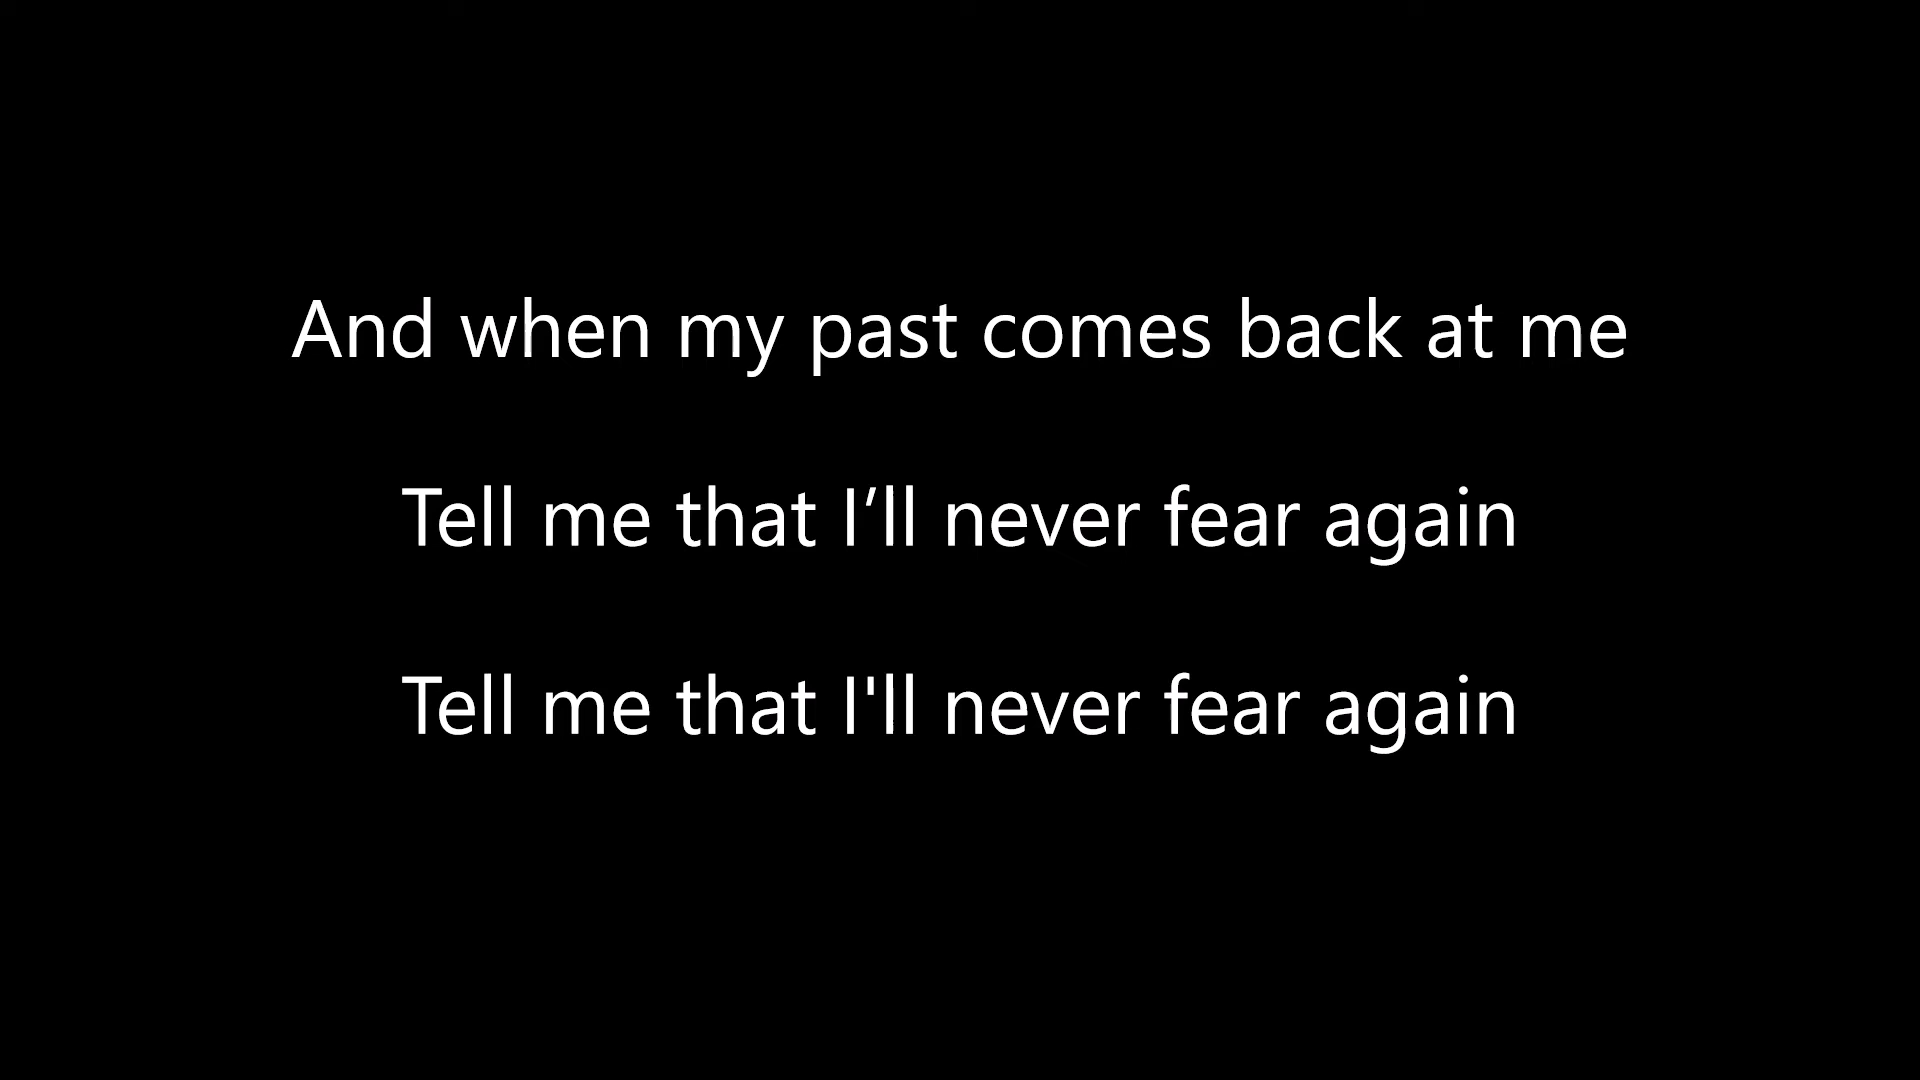 And when my past comes back at me
Tell me that I’ll never fear again
Tell me that I'll never fear again